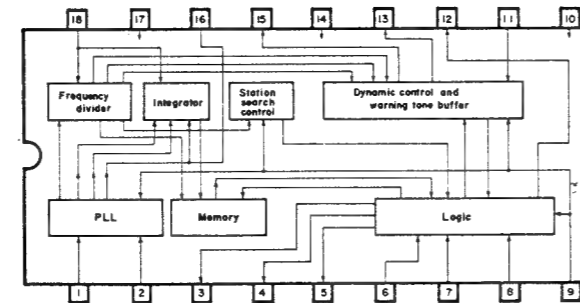 18 17 16 15 14 13 12 11 10
Frequency divider
Integrator
Station search control
Dynamic control and warning tone buffer
PLL
Memory
Logic
1 2 3 4 5 6 7 8 9